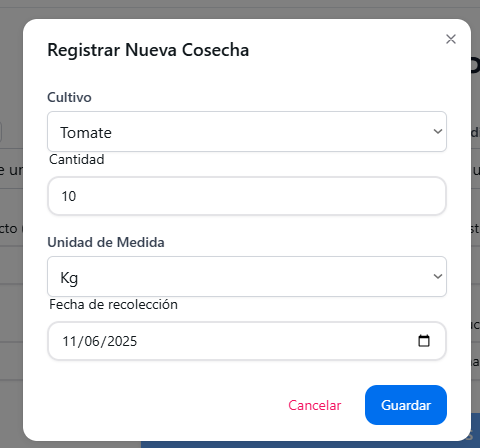 Registrar Nueva Cosecha
Cultivo
Tomate
Cantidad
10
Unidad de Medida
Kg
Fecha de recolección
11/06/2025
Cancelar
Guardar